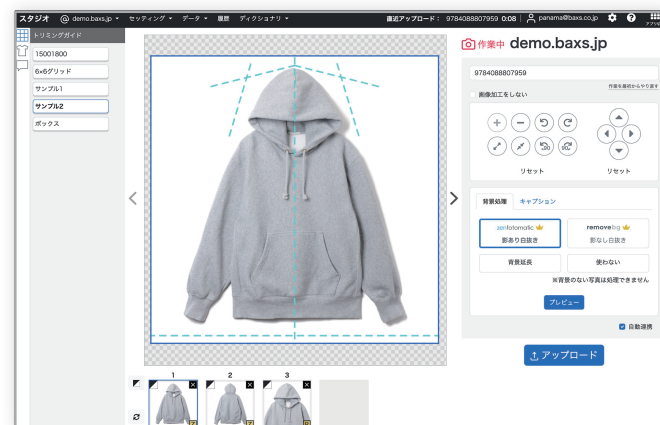 スタジオ @ demo.baxs.jp セッティング データ 履歴 ディクショナリ 直近アップロード： 9784088807959 0:08 panama@baxs.co.jp
トリミングガイド
15001800
6×6グリッド
サンプル1
サンプル2
ボックス
作業中 demo.baxs.jp
9784088807959
作業を最初からやり直す
画像加工をしない
90 90
リセット リセット
背景処理 キャプション
zenfotomatic removebg
影あり白抜き 影なし白抜き
背景延長 使わない
※背景のない写真は処理できません
プレビュー
自動連携
アップロード
1 2 3